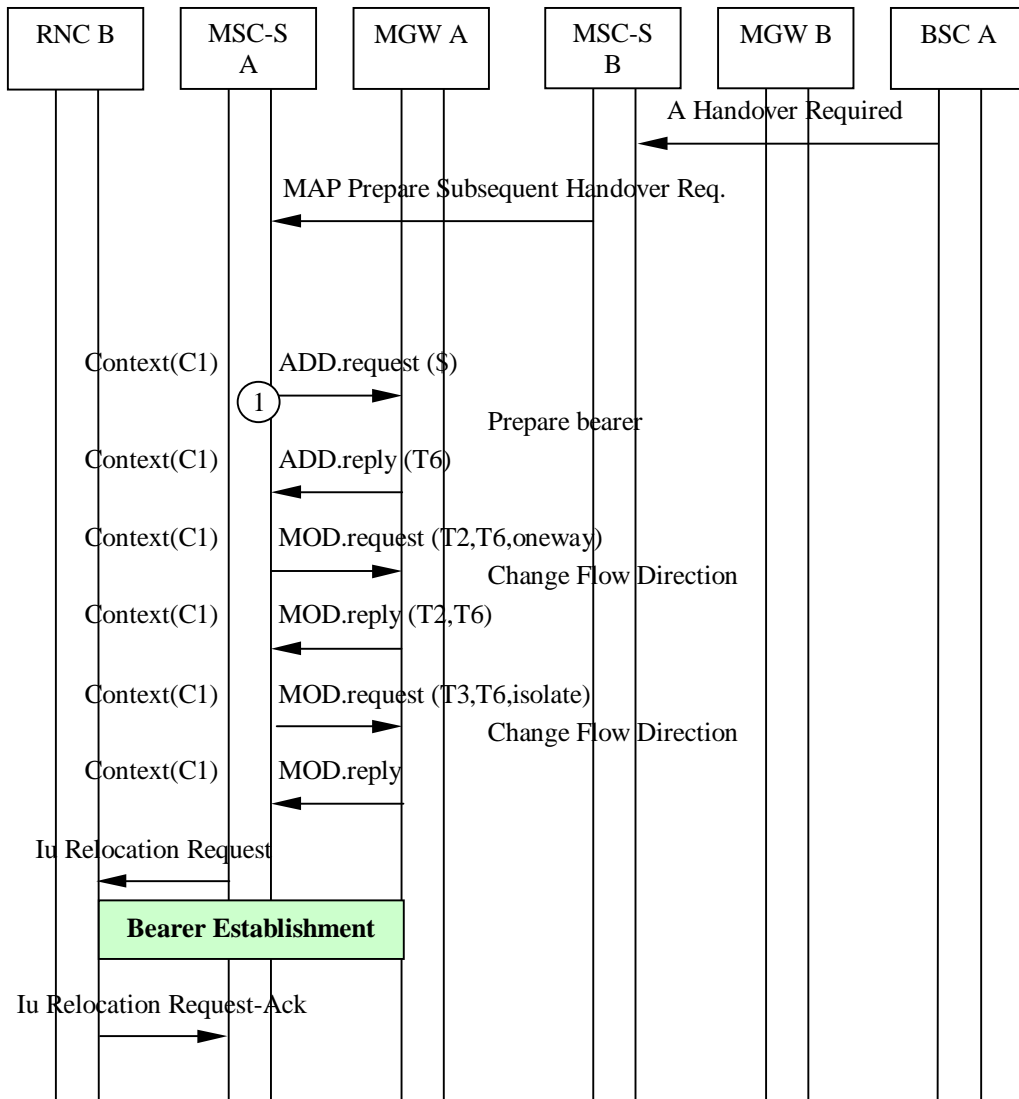 RNC B
MSC-S
A
MGW A
MSC-S
B
MGW B
BSC A
A Handover Required
MAP Prepare Subsequent Handover Req.
Context(C1)
ADD.request ($)
1
Prepare bearer
Context(C1)
ADD.reply (T6)
Context(C1)
MOD.request (T2,T6,oneway)
Change Flow Direction
Context(C1)
MOD.reply (T2,T6)
Context(C1)
MOD.request (T3,T6,isolate)
Change Flow Direction
Context(C1)
MOD.reply
Iu Relocation Request
Bearer Establishment
Iu Relocation Request-Ack